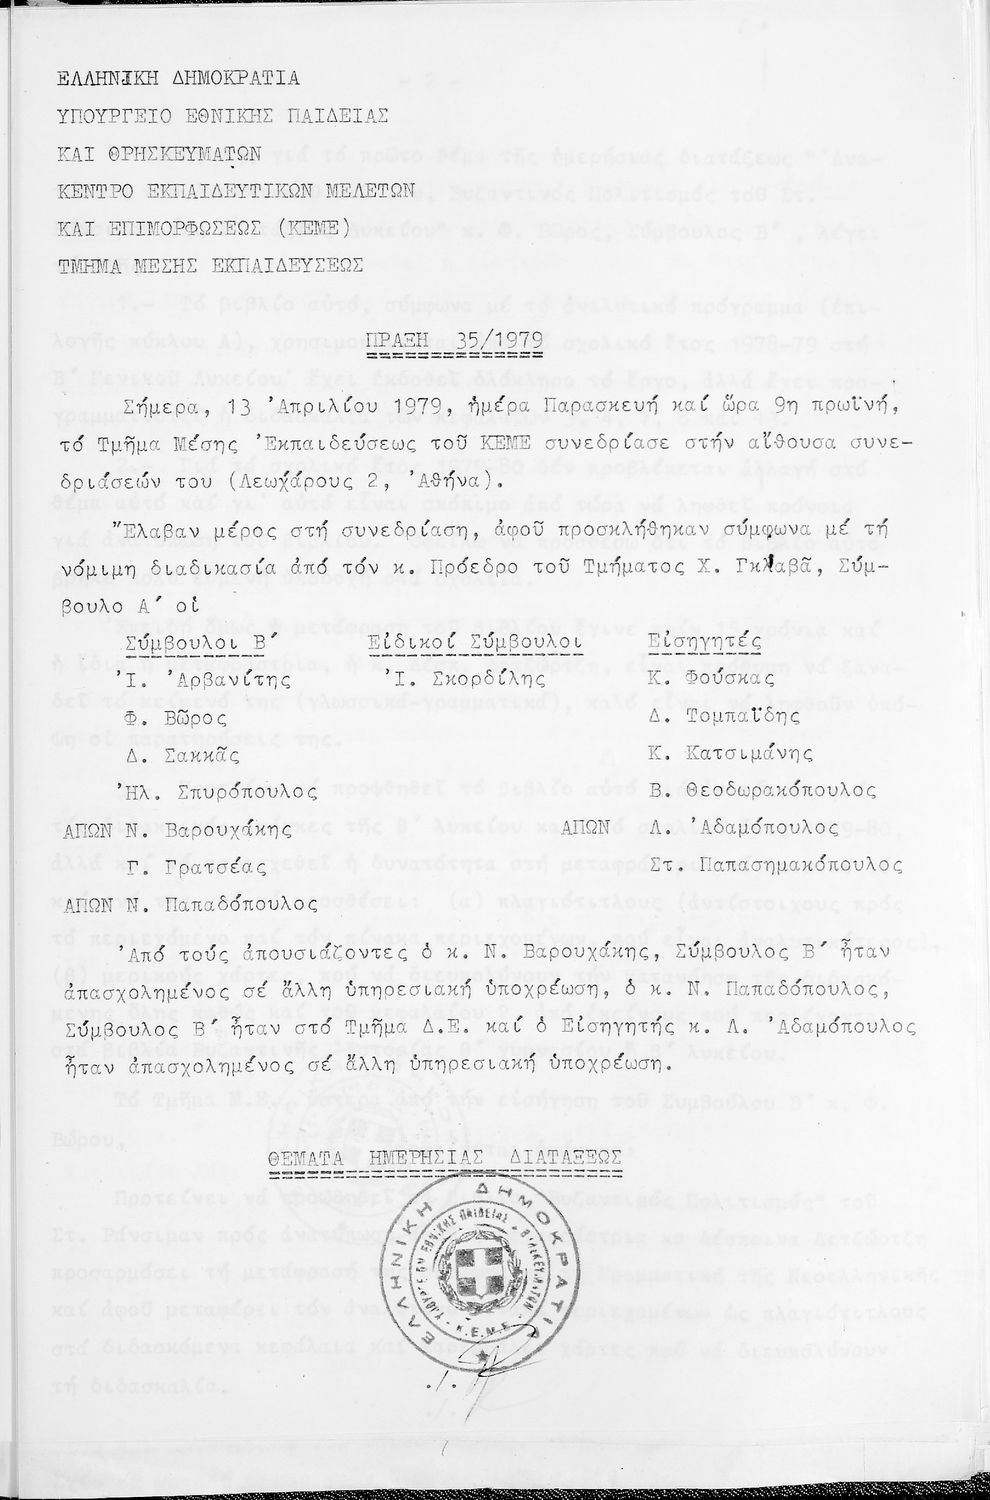 ΕΛΛΗΝΙΚΗ ΔΗΜΟΚΡΑΤΙΑ
ΥΠΟΥΡΓΕΙΟ ΕΘΝΙΚΗΣ ΠΑΙΔΕΙΑΣ
ΚΑΙ ΘΡΗΣΚΕΥΜΑΤΩΝ
ΚΕΝΤΡΟ ΕΚΠΑΙΔΕΥΤΙΚΩΝ ΜΕΛΕΤΩΝ
ΚΑΙ ΕΠΙΜΟΡΦΩΣΕΩΣ (ΚΕΜΕ)
ΤΜΗΜΑ ΜΕΣΗΣ ΕΚΠΑΙΔΕΥΣΕΩΣ
ΠΡΑΞΗ 35/1979
Σήμερα, 13 Ἀπριλίου 1979, ἡμέρα Παρασκευή καί ὥρα 9η πρωϊνή,
τό Τμῆμα Μέσης Ἐκπαιδεύσεως τοῦ ΚΕΜΕ συνεδρίασε στήν αἴθουσα συνε-
δριάσεών του (Λεωχάρους 2, Ἀθήνα).
Ἔλαβαν μέρος στή συνεδρίαση, ἀφοῦ προσκλήθηκαν σύμφωνα μέ τή
νόμιμη διαδικασία ἀπό τόν κ. Πρόεδρο τοῦ Τμήματος Χ. Γκλαβᾶ, Σύμ-
βουλο Α΄ οἱ
Σύμβουλοι Β΄ Εἰδικοί Σύμβουλοι Εἰσηγητές
Ἰ. Ἀρβανίτης Ἰ. Σκορδίλης Κ. Φούσκας
Φ. Βῶρος Δ. Τομπαΐδης
Δ. Σακκᾶς Κ. Κατσιμάνης
Ἠλ. Σπυρόπουλος Β. Θεοδωρακόπουλος
ΑΠΩΝ Ν. Βαρουχάκης ΑΠΩΝ Λ. Ἀδαμόπουλος
Γ. Γρατσέας Στ. Παπασημακόπουλος
ΑΠΩΝ Ν. Παπαδόπουλος
Ἀπό τούς ἀπουσιάζοντες ὁ κ. Ν. Βαρουχάκης, Σύμβουλος Β΄ ἦταν
ἀπασχολημένος σέ ἄλλη ὑπηρεσιακή ὑποχρέωση, ὁ κ. Ν. Παπαδόπουλος,
Σύμβουλος Β΄ ἦταν στό Τμῆμα Δ.Ε. καί ὁ Εἰσηγητής κ. Λ. Ἀδαμόπουλος
ἦταν ἀπασχολημένος σέ ἄλλη ὑπηρεσιακή ὑποχρέωση.
ΘΕΜΑΤΑ ΗΜΕΡΗΣΙΑΣ ΔΙΑΤΑΞΕΩΣ
ΕΛΛΗΝΙΚΗ ΔΗΜΟΚΡΑΤΙΑ
Κ.Ε.Μ.Ε.
./.